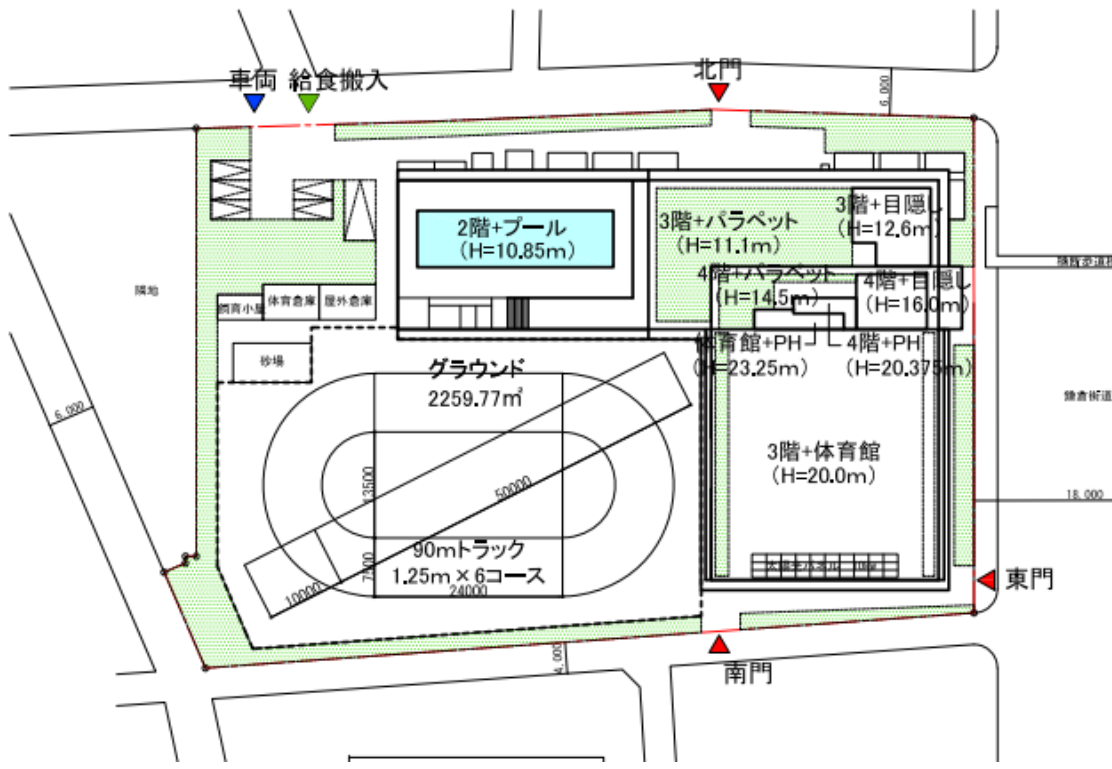 車両 給食搬入
北門
6,000
2階+プール
(H=10.85m)
3階+パラペット
(H=11.1m)
3階+目隠し
(H=12.6m)
4階+パラペット
(H=14.5m)
4階+目隠し
(H=16.0m)
隣地
飼育小屋
体育倉庫
屋外倉庫
砂場
体育館+PH
(H=23.25m)
4階+PH
(H=20.375m)
グラウンド
2259.77㎡
鎌倉街道
6,000
3階+体育館
(H=20.0m)
13500
50000
18,000
90mトラック
1.25m×6コース
7500
24000
10000
東門
4,000
南門